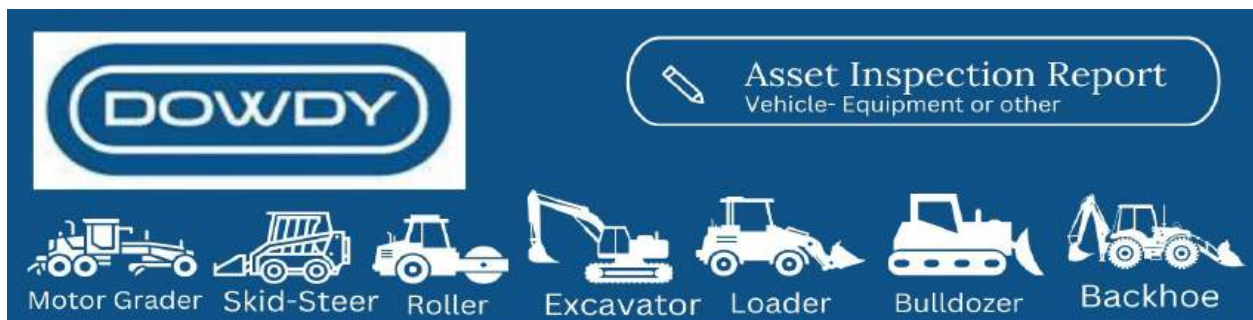 DOWDY
Asset Inspection Report
Vehicle- Equipment or other
Motor Grader
Skid-Steer
Roller
Excavator
Loader
Bulldozer
Backhoe